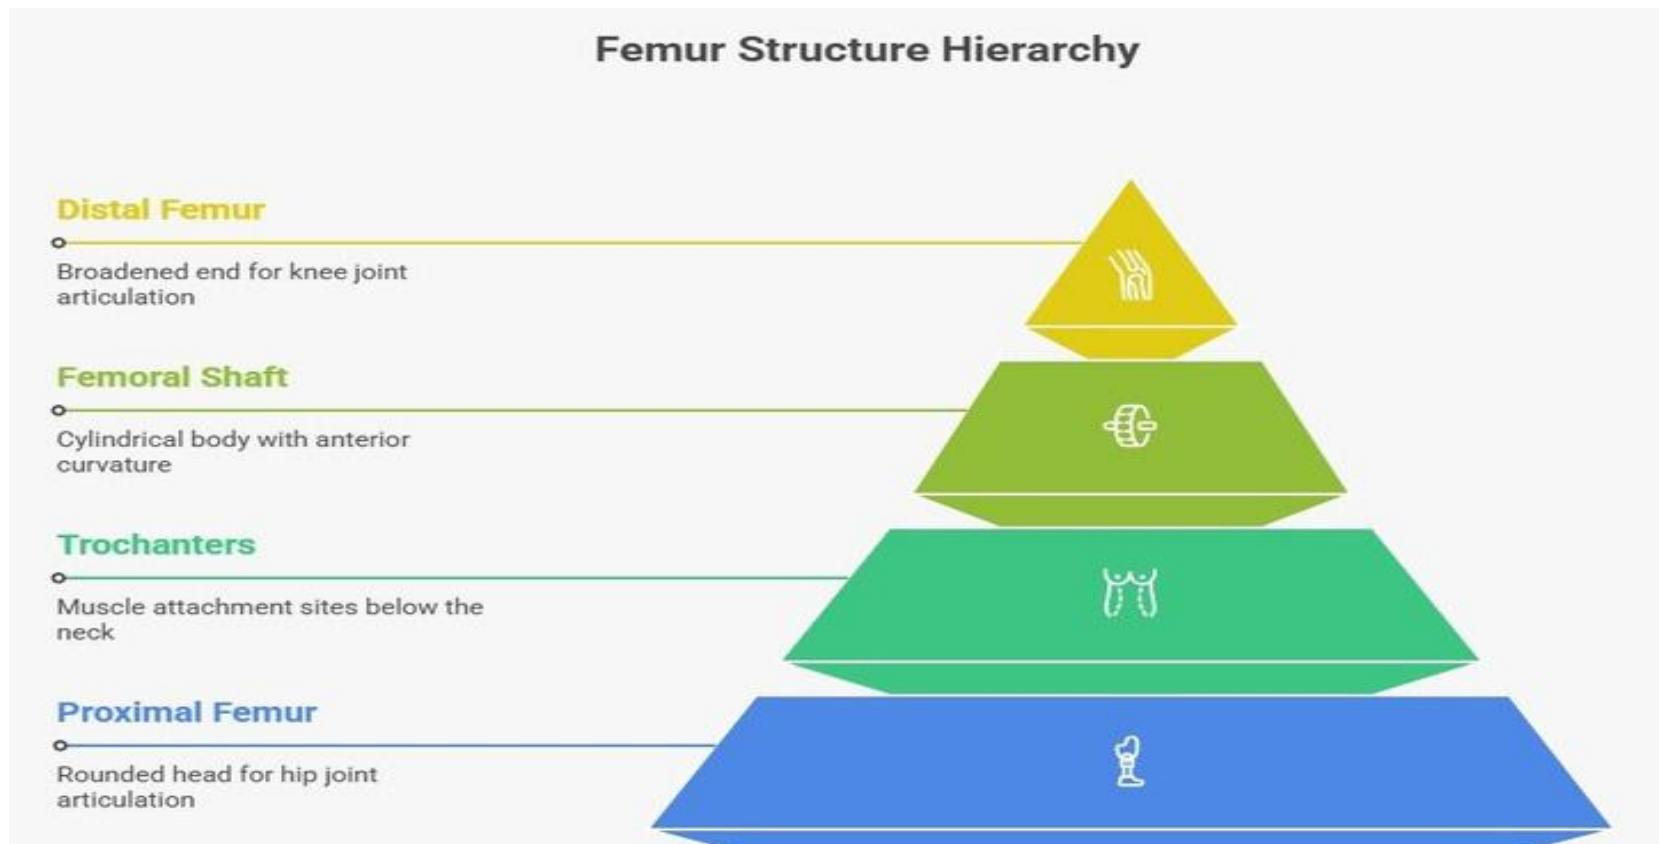 Femur Structure Hierarchy
Distal Femur
Broadened end for knee joint
articulation
Femoral Shaft
Cylindrical body with anterior
curvature
Trochanters
Muscle attachment sites below the
neck
Proximal Femur
Rounded head for hip joint
articulation